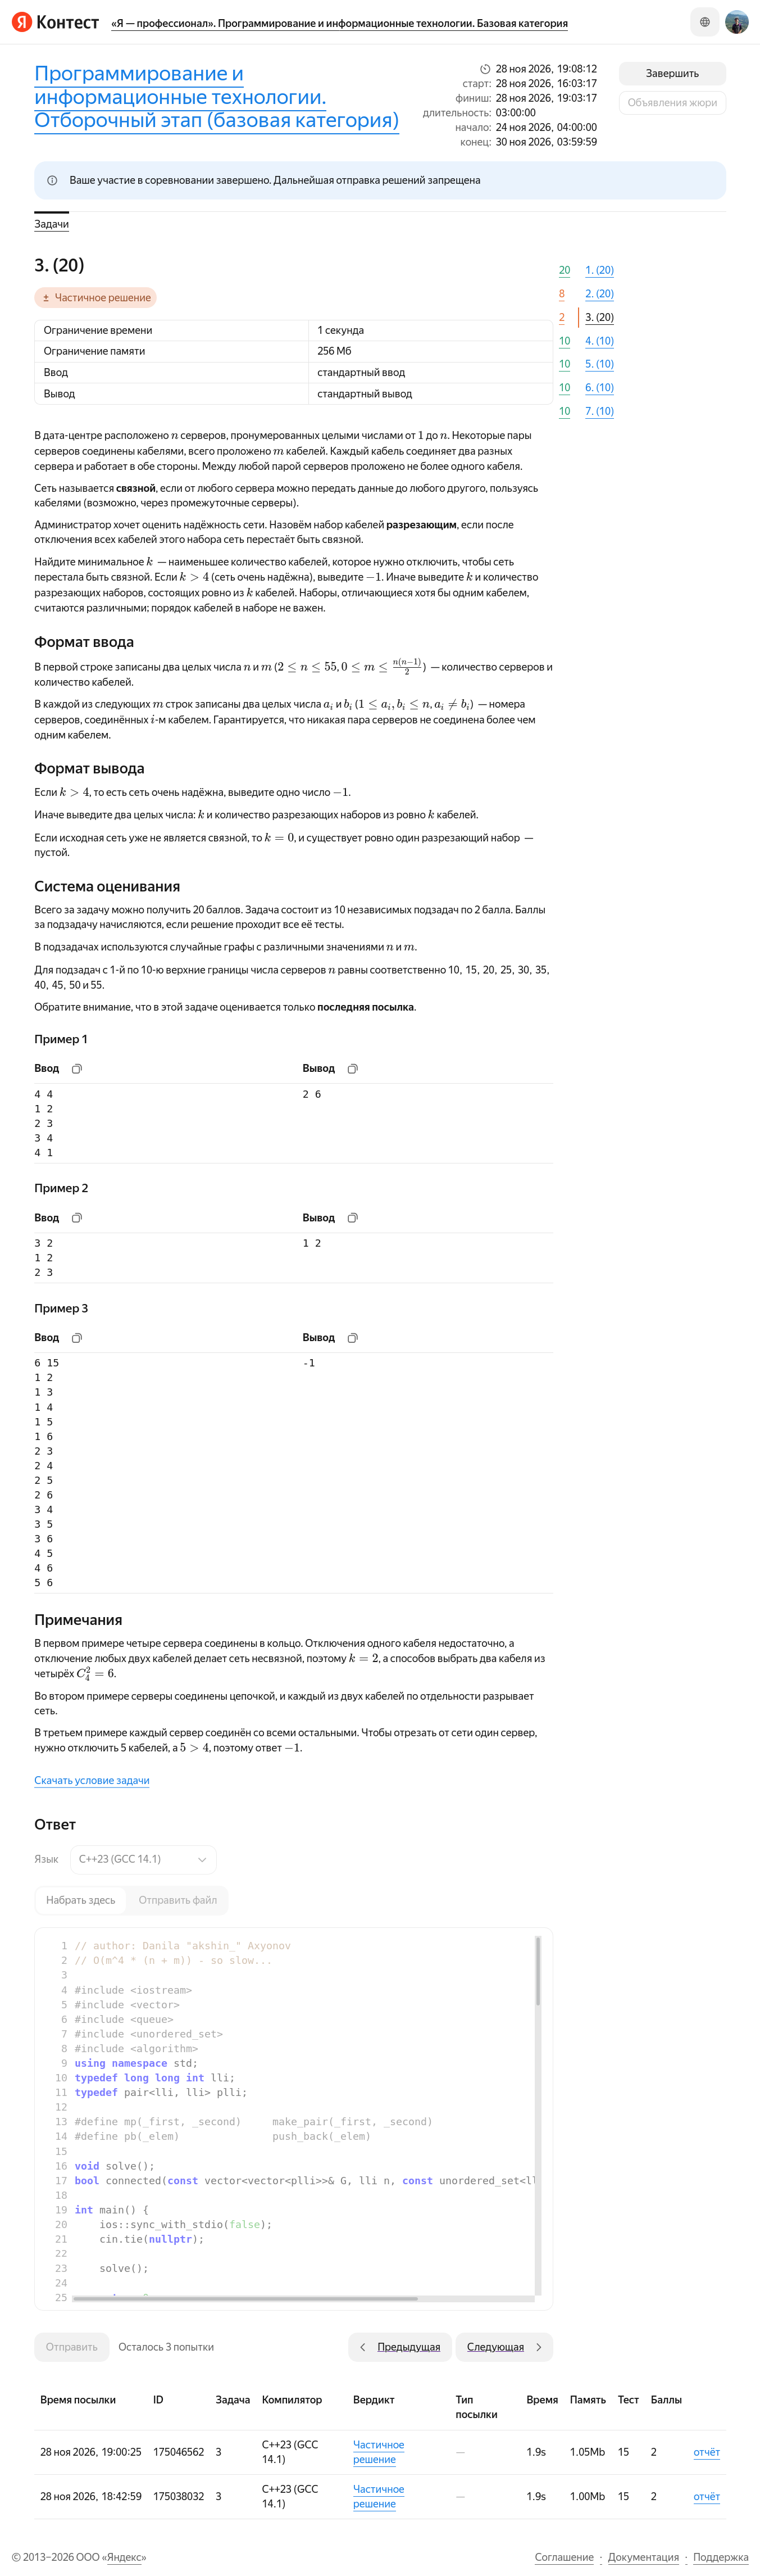 Я Контекст
«Я — профессионал». Программирование и информационные технологии. Базовая категория
Программирование и
информационные технологии.
Отборочный этап (базовая категория)
28 ноя 2026, 19:08:12
старт: 28 ноя 2026, 16:03:17
финиш: 28 ноя 2026, 19:03:17
длительность: 03:00:00
начало: 24 ноя 2026, 04:00:00
конец: 30 ноя 2026, 03:59:59
Завершить
Объявления жюри
Ваше участие в соревновании завершено. Дальнейшая отправка решений запрещена
Задачи
3. (20)
± Частичное решение
Ограничение времени 1 секунда
Ограничение памяти 256 Мб
Ввод стандартный ввод
Вывод стандартный вывод
20 1. (20)
8 2. (20)
2 3. (20)
10 4. (10)
10 5. (10)
10 6. (10)
10 7. (10)
В дата-центре расположено n серверов, пронумерованных целыми числами от 1 до n. Некоторые пары
серверов соединены кабелями, всего проложено m кабелей. Каждый кабель соединяет два разных
сервера и работает в обе стороны. Между любой парой серверов проложено не более одного кабеля.
Сеть называется связной, если от любого сервера можно передать данные до любого другого, пользуясь
кабелями (возможно, через промежуточные серверы).
Администратор хочет оценить надёжность сети. Назовём набор кабелей разрезающим, если после
отключения всех кабелей этого набора сеть перестаёт быть связной.
Найдите минимальное k — наименьшее количество кабелей, которое нужно отключить, чтобы сеть
перестала быть связной. Если k > 4 (сеть очень надёжна), выведите −1. Иначе выведите k и количество
разрезающих наборов, состоящих ровно из k кабелей. Наборы, отличающиеся хотя бы одним кабелем,
считаются различными; порядок кабелей в наборе не важен.
Формат ввода
В первой строке записаны два целых числа n и m (2 ≤ n ≤ 55, 0 ≤ m ≤ n(n−1)/2) — количество серверов и
количество кабелей.
В каждой из следующих m строк записаны два целых числа aᵢ и bᵢ (1 ≤ aᵢ, bᵢ ≤ n, aᵢ ≠ bᵢ) — номера
серверов, соединённых i-м кабелем. Гарантируется, что никакая пара серверов не соединена более чем
одним кабелем.
Формат вывода
Если k > 4, то есть сеть очень надёжна, выведите одно число −1.
Иначе выведите два целых числа: k и количество разрезающих наборов из ровно k кабелей.
Если исходная сеть уже не является связной, то k = 0, и существует ровно один разрезающий набор —
пустой.
Система оценивания
Всего за задачу можно получить 20 баллов. Задача состоит из 10 независимых подзадач по 2 балла. Баллы
за подзадачу начисляются, если решение проходит все её тесты.
В подзадачах используются случайные графы с различными значениями n и m.
Для подзадач с 1-й по 10-ю верхние границы числа серверов n равны соответственно 10, 15, 20, 25, 30, 35,
40, 45, 50 и 55.
Обратите внимание, что в этой задаче оценивается только последняя посылка.
Пример 1
Ввод Вывод
4 4 2 6
1 2
2 3
3 4
4 1
Пример 2
Ввод Вывод
3 2 1 2
1 2
2 3
Пример 3
Ввод Вывод
6 15 -1
1 2
1 3
1 4
1 5
1 6
2 3
2 4
2 5
2 6
3 4
3 5
3 6
4 5
4 6
5 6
Примечания
В первом примере четыре сервера соединены в кольцо. Отключения одного кабеля недостаточно, а
отключение любых двух кабелей делает сеть несвязной, поэтому k = 2, а способов выбрать два кабеля из
четырёх C₄² = 6.
Во втором примере серверы соединены цепочкой, и каждый из двух кабелей по отдельности разрывает
сеть.
В третьем примере каждый сервер соединён со всеми остальными. Чтобы отрезать от сети один сервер,
нужно отключить 5 кабелей, а 5 > 4, поэтому ответ −1.
Скачать условие задачи
Ответ
Язык C++23 (GCC 14.1)
Набрать здесь Отправить файл
1 // author: Danila "akshin_" Axyonov
2 // O(m^4 * (n + m)) - so slow...
3
4 #include <iostream>
5 #include <vector>
6 #include <queue>
7 #include <unordered_set>
8 #include <algorithm>
9 using namespace std;
10 typedef long long int lli;
11 typedef pair<lli, lli> plli;
12
13 #define mp(_first, _second) make_pair(_first, _second)
14 #define pb(_elem) push_back(_elem)
15
16 void solve();
17 bool connected(const vector<vector<plli>>& G, lli n, const unordered_set<ll
18
19 int main() {
20 ios::sync_with_stdio(false);
21 cin.tie(nullptr);
22
23 solve();
24
25
Отправить Осталось 3 попытки Предыдущая Следующая
Время посылки ID Задача Компилятор Вердикт Тип посылки Время Память Тест Баллы
28 ноя 2026, 19:00:25 175046562 3 C++23 (GCC 14.1) Частичное решение — 1.9s 1.05Mb 15 2 отчёт
28 ноя 2026, 18:42:59 175038032 3 C++23 (GCC 14.1) Частичное решение — 1.9s 1.00Mb 15 2 отчёт
© 2013–2026 ООО «Яндекс» Соглашение · Документация · Поддержка